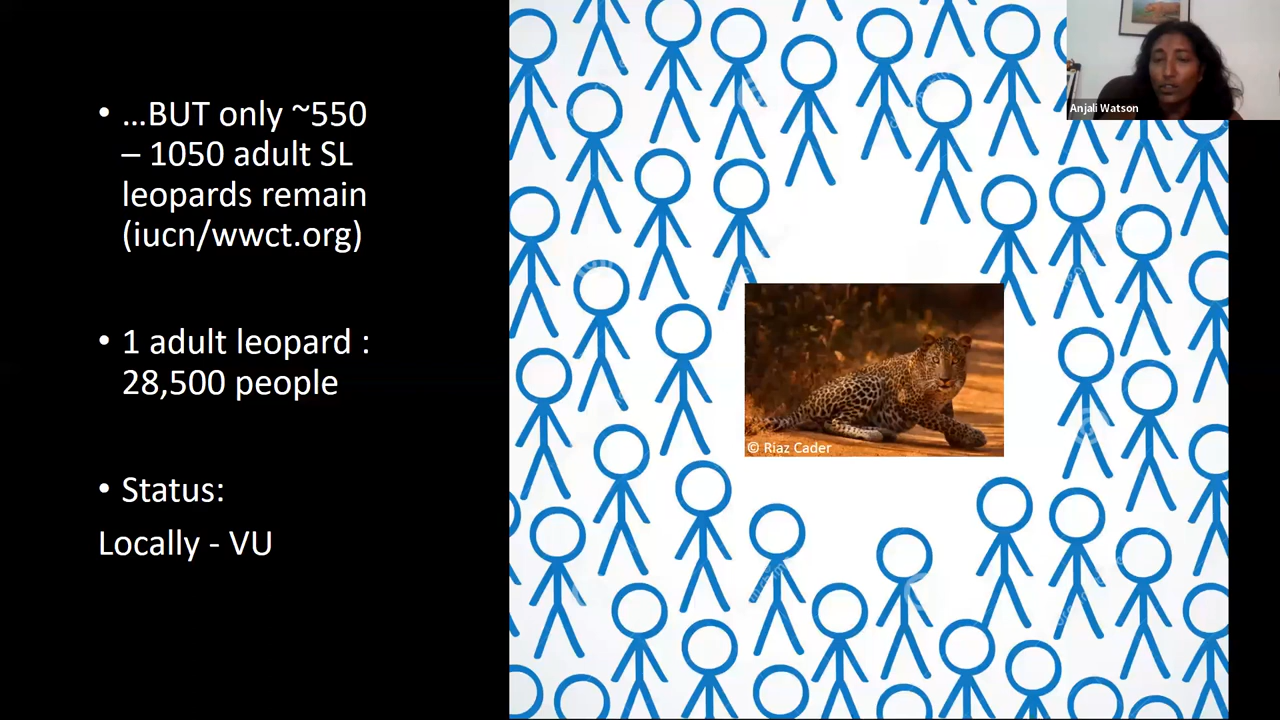 • …BUT only ~550
– 1050 adult SL
leopards remain
(iucn/wwct.org)
• 1 adult leopard :
28,500 people
• Status:
Locally - VU
© Riaz Cader
Anjali Watson